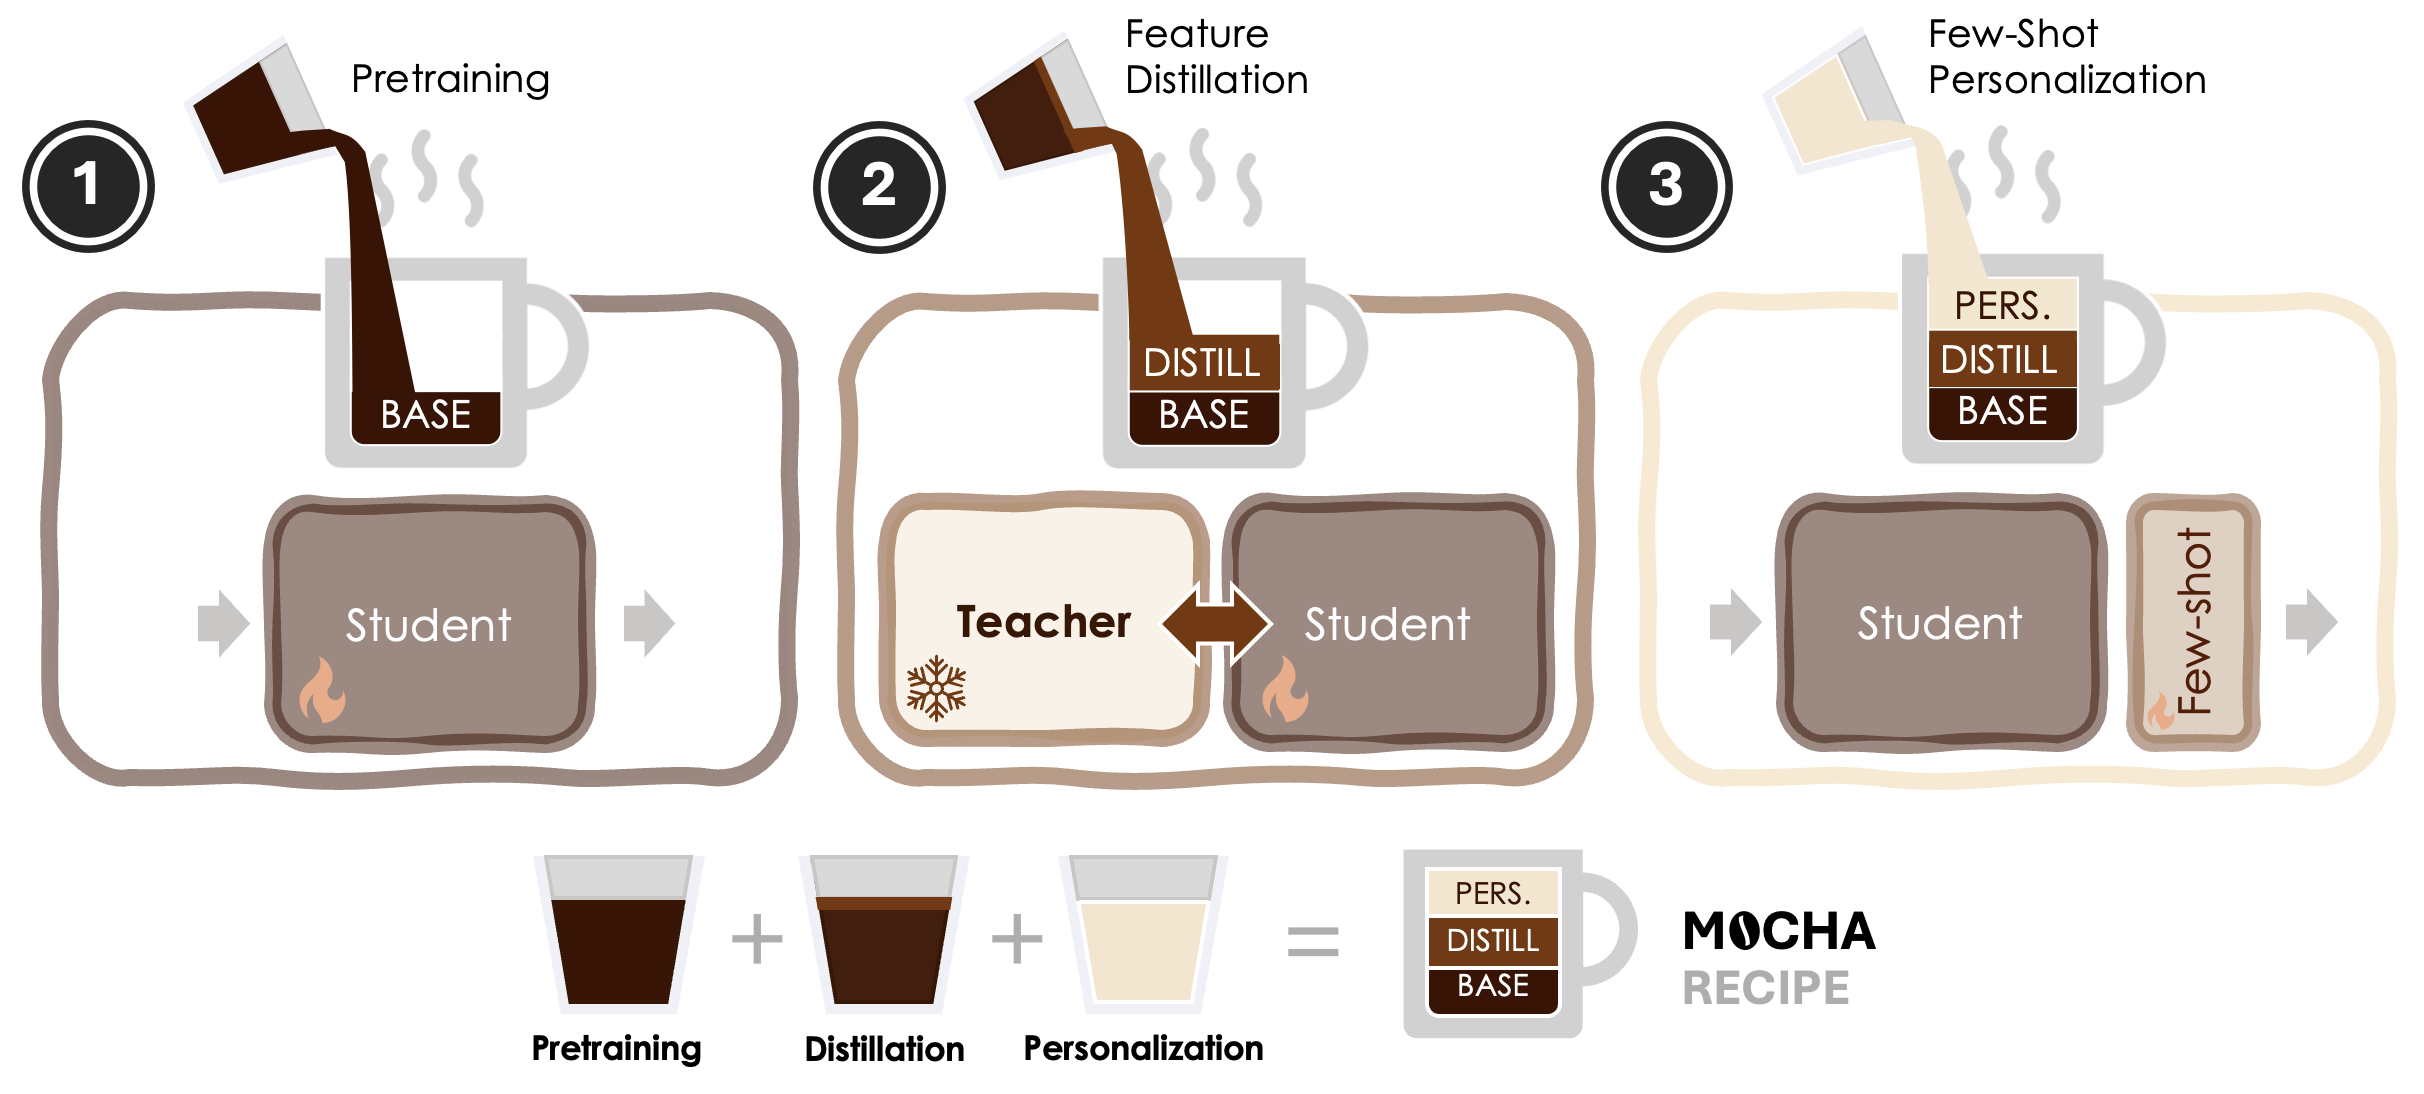 1
Pretraining
BASE
Student
2
Feature
Distillation
DISTILL
BASE
Teacher
Student
3
Few-Shot
Personalization
PERS.
DISTILL
BASE
Student
Few-shot
+
+
=
Pretraining
Distillation
Personalization
PERS.
DISTILL
BASE
MOCHA
RECIPE